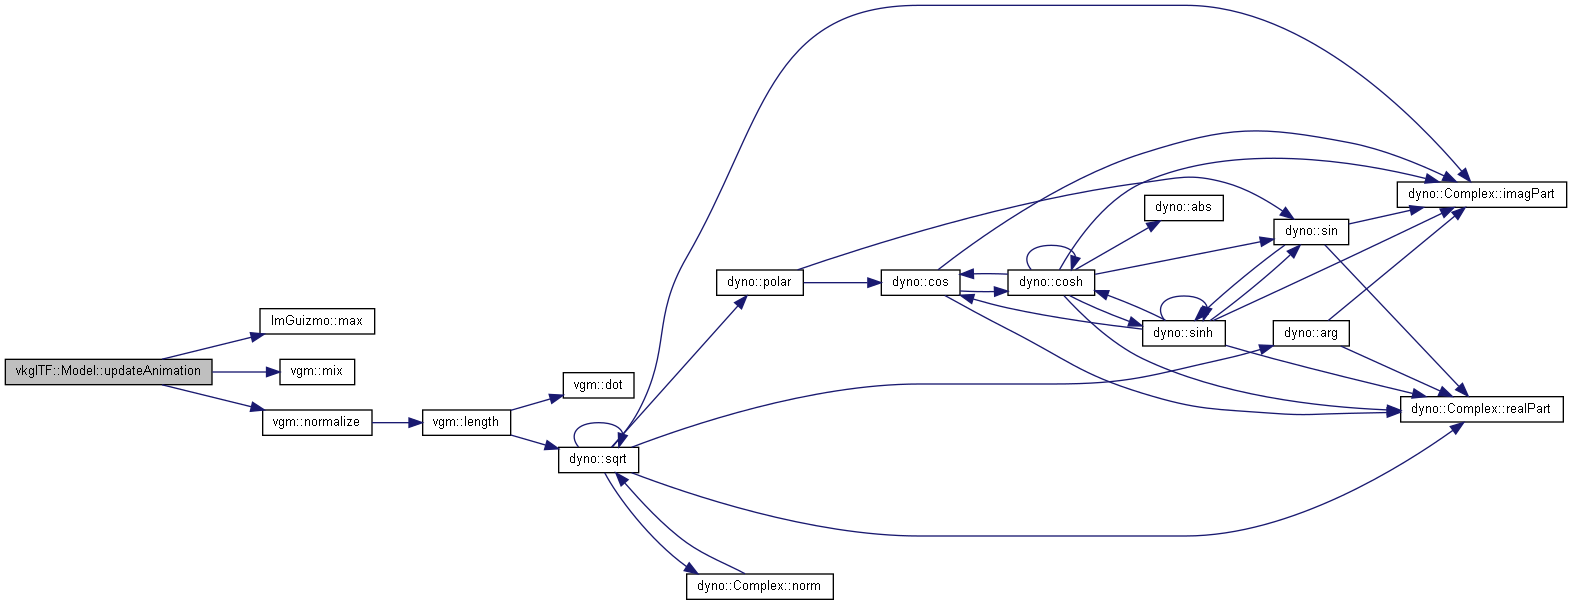 vkglTF::Model::updateAnimation
ImGuizmo::max
vgm::mix
vgm::normalize
vgm::length
vgm::dot
dyno::sqrt
dyno::polar
dyno::Complex::norm
dyno::cos
dyno::cosh
dyno::abs
dyno::sinh
dyno::sin
dyno::arg
dyno::Complex::imagPart
dyno::Complex::realPart